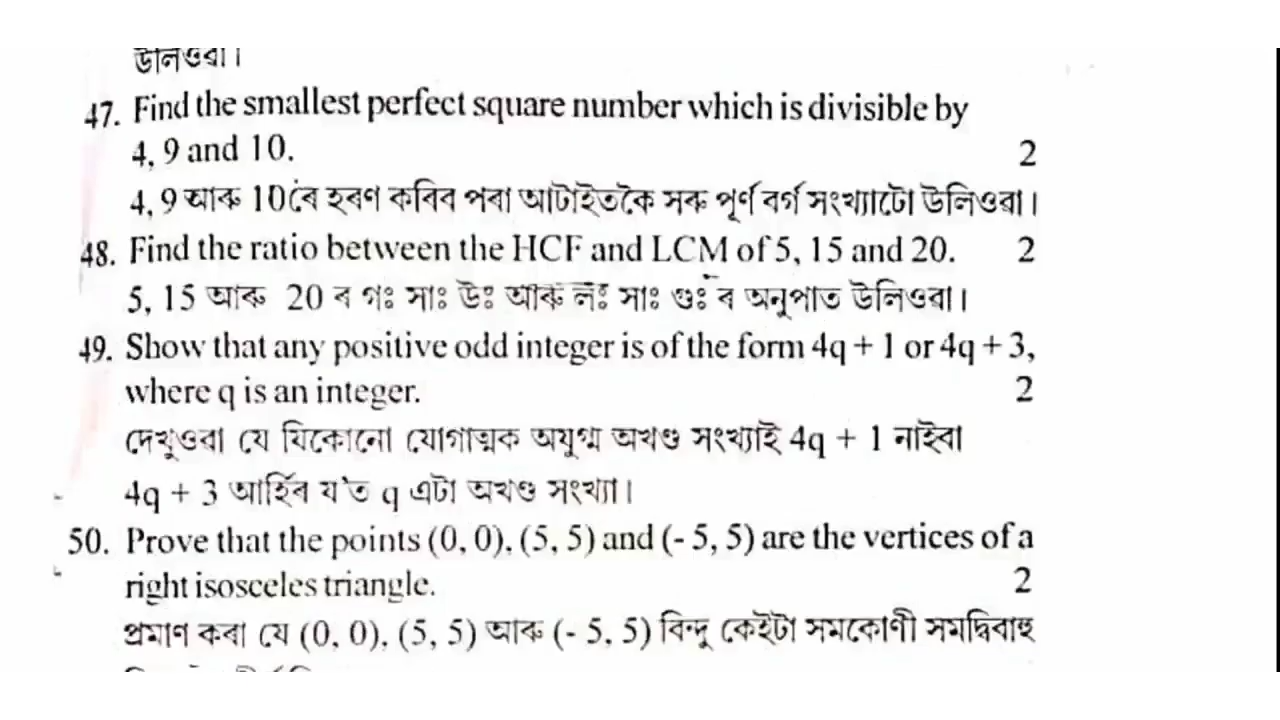 উলিওৱা।
47. Find the smallest perfect square number which is divisible by
4, 9 and 10. 2
4, 9 আৰু 10ৰে হৰণ কৰিব পৰা আটাইতকৈ সৰু পূৰ্ণ বৰ্গ সংখ্যাটো উলিওৱা।
48. Find the ratio between the HCF and LCM of 5, 15 and 20. 2
5, 15 আৰু 20 ৰ গঃ সাঃ উঃ আৰু লঃ সাঃ গুঃ ৰ অনুপাত উলিওৱা।
49. Show that any positive odd integer is of the form 4q + 1 or 4q + 3,
where q is an integer. 2
দেখুওৱা যে যিকোনো যোগাত্মক অযুগ্ম অখণ্ড সংখ্যাই 4q + 1 নাইবা
4q + 3 আৰ্হিৰ য'ত q এটা অখণ্ড সংখ্যা।
50. Prove that the points (0, 0), (5, 5) and (- 5, 5) are the vertices of a
right isosceles triangle. 2
প্ৰমাণ কৰা যে (0, 0), (5, 5) আৰু (- 5, 5) বিন্দু কেইটা সমকোণী সমদ্বিবাহু